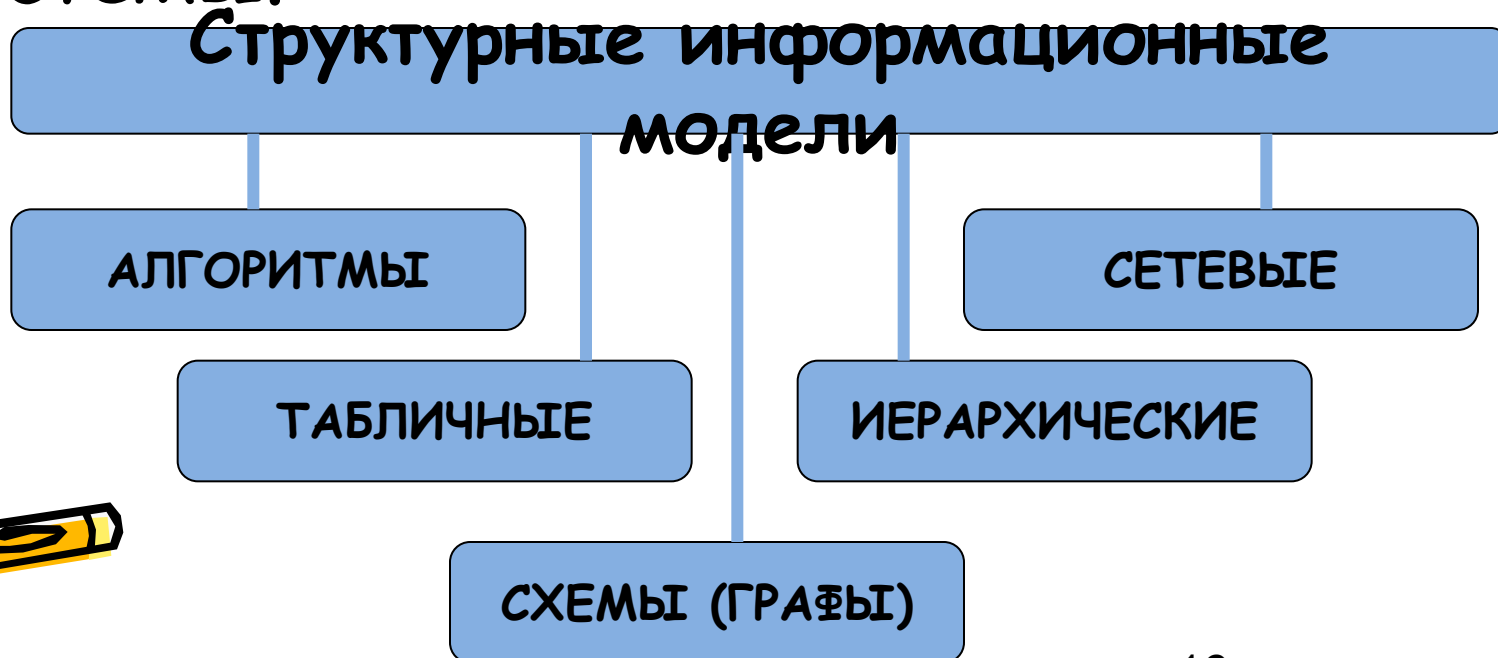 Структурные информационные
модели
АЛГОРИТМЫ
СЕТЕВЫЕ
ТАБЛИЧНЫЕ
ИЕРАРХИЧЕСКИЕ
СХЕМЫ (ГРАФЫ)